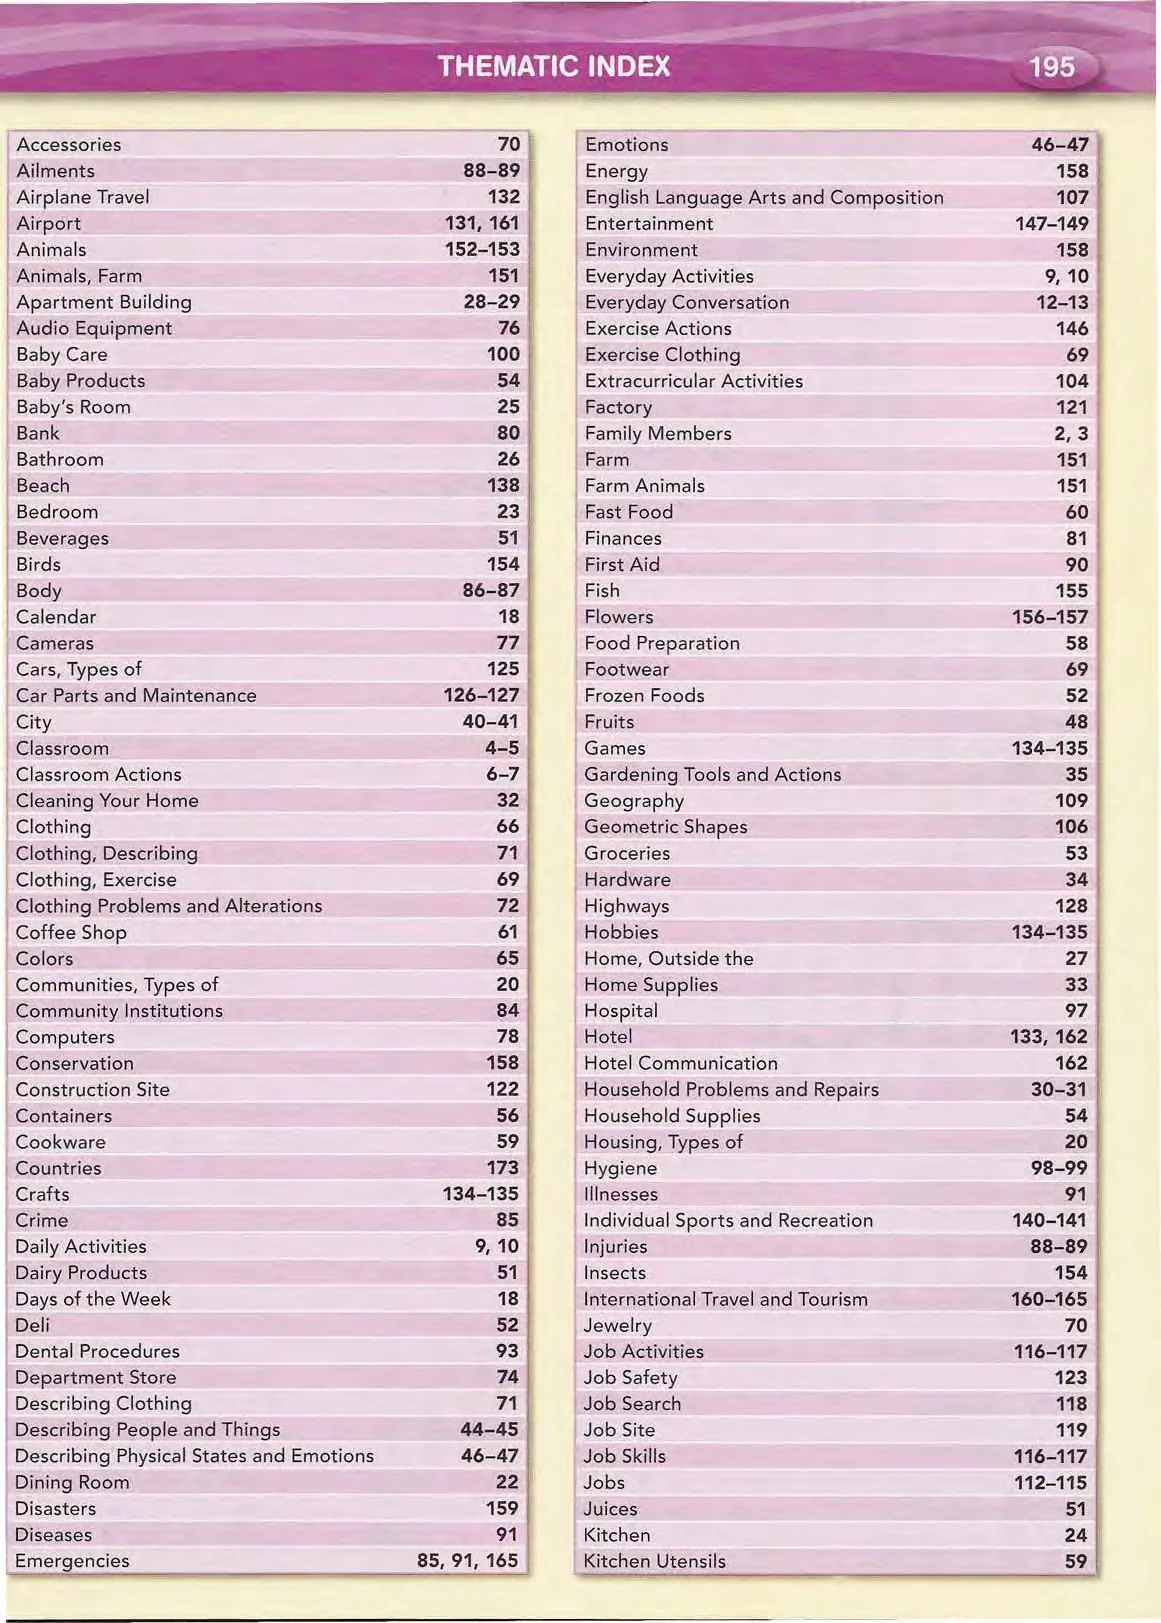 THEMATIC INDEX 195
Accessories 70
Ailments 88–89
Airplane Travel 132
Airport 131, 161
Animals 152–153
Animals, Farm 151
Apartment Building 28–29
Audio Equipment 76
Baby Care 100
Baby Products 54
Baby's Room 25
Bank 80
Bathroom 26
Beach 138
Bedroom 23
Beverages 51
Birds 154
Body 86–87
Calendar 18
Cameras 77
Cars, Types of 125
Car Parts and Maintenance 126–127
City 40–41
Classroom 4–5
Classroom Actions 6–7
Cleaning Your Home 32
Clothing 66
Clothing, Describing 71
Clothing, Exercise 69
Clothing Problems and Alterations 72
Coffee Shop 61
Colors 65
Communities, Types of 20
Community Institutions 84
Computers 78
Conservation 158
Construction Site 122
Containers 56
Cookware 59
Countries 173
Crafts 134–135
Crime 85
Daily Activities 9, 10
Dairy Products 51
Days of the Week 18
Deli 52
Dental Procedures 93
Department Store 74
Describing Clothing 71
Describing People and Things 44–45
Describing Physical States and Emotions 46–47
Dining Room 22
Disasters 159
Diseases 91
Emergencies 85, 91, 165
Emotions 46–47
Energy 158
English Language Arts and Composition 107
Entertainment 147–149
Environment 158
Everyday Activities 9, 10
Everyday Conversation 12–13
Exercise Actions 146
Exercise Clothing 69
Extracurricular Activities 104
Factory 121
Family Members 2, 3
Farm 151
Farm Animals 151
Fast Food 60
Finances 81
First Aid 90
Fish 155
Flowers 156–157
Food Preparation 58
Footwear 69
Frozen Foods 52
Fruits 48
Games 134–135
Gardening Tools and Actions 35
Geography 109
Geometric Shapes 106
Groceries 53
Hardware 34
Highways 128
Hobbies 134–135
Home, Outside the 27
Home Supplies 33
Hospital 97
Hotel 133, 162
Hotel Communication 162
Household Problems and Repairs 30–31
Household Supplies 54
Housing, Types of 20
Hygiene 98–99
Illnesses 91
Individual Sports and Recreation 140–141
Injuries 88–89
Insects 154
International Travel and Tourism 160–165
Jewelry 70
Job Activities 116–117
Job Safety 123
Job Search 118
Job Site 119
Job Skills 116–117
Jobs 112–115
Juices 51
Kitchen 24
Kitchen Utensils 59